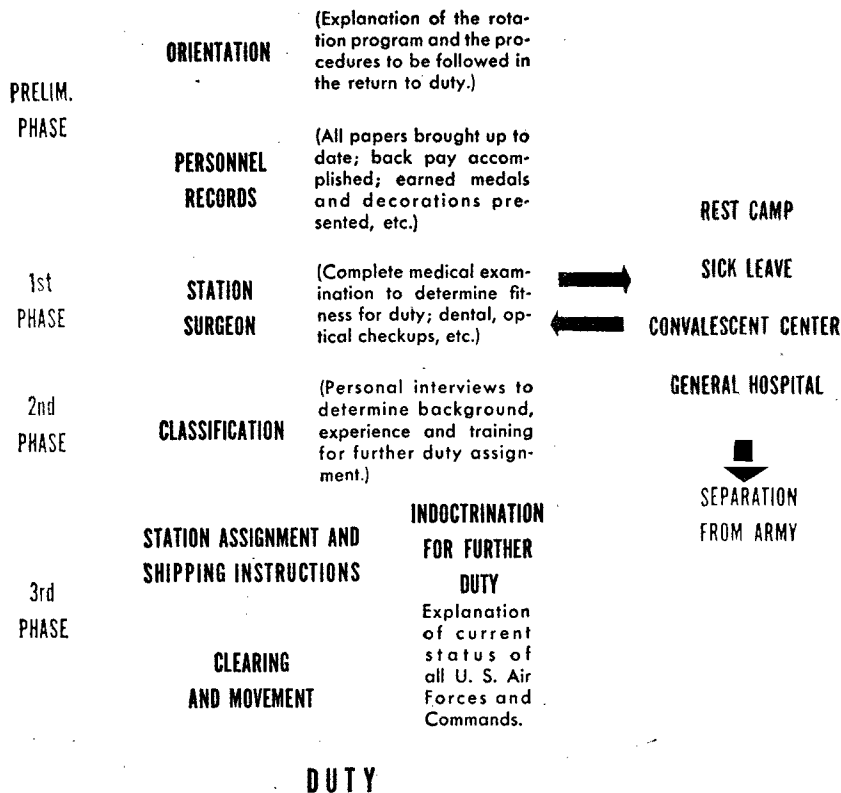 PRELIM.
PHASE
ORIENTATION
(Explanation of the rota-
tion program and the pro-
cedures to be followed in
the return to duty.)
PERSONNEL
RECORDS
(All papers brought up to
date; back pay accom-
plished; earned medals
and decorations pre-
sented, etc.)
1st
PHASE
STATION
SURGEON
(Complete medical exam-
ination to determine fit-
ness for duty; dental, op-
tical checkups, etc.)
REST CAMP
SICK LEAVE
CONVALESCENT CENTER
GENERAL HOSPITAL
SEPARATION
FROM ARMY
2nd
PHASE
CLASSIFICATION
(Personal interviews to
determine background,
experience and training
for further duty assign-
ment.)
3rd
PHASE
STATION ASSIGNMENT AND
SHIPPING INSTRUCTIONS
CLEARING
AND MOVEMENT
INDOCTRINATION
FOR FURTHER
DUTY
Explanation
of current
status of
all U. S. Air
Forces and
Commands.
DUTY